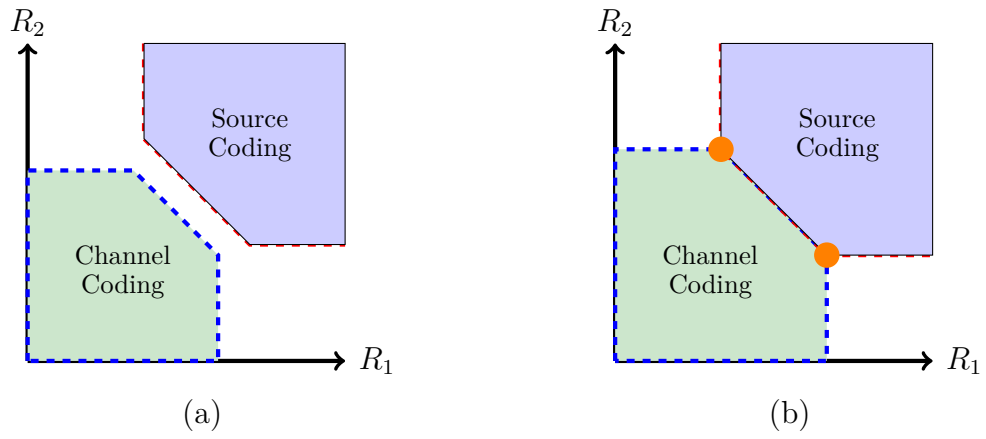 R₂
Source
Coding
Channel
Coding
R₁
(a)
R₂
Source
Coding
Channel
Coding
R₁
(b)